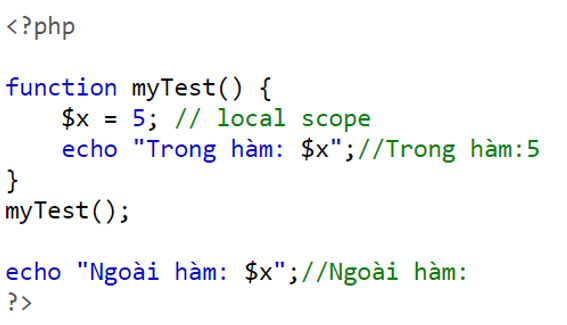 <?php
function myTest() {
$x = 5; // local scope
echo "Trong hàm: $x";//Trong hàm:5
}
myTest();
echo "Ngoài hàm: $x";//Ngoài hàm:
?>